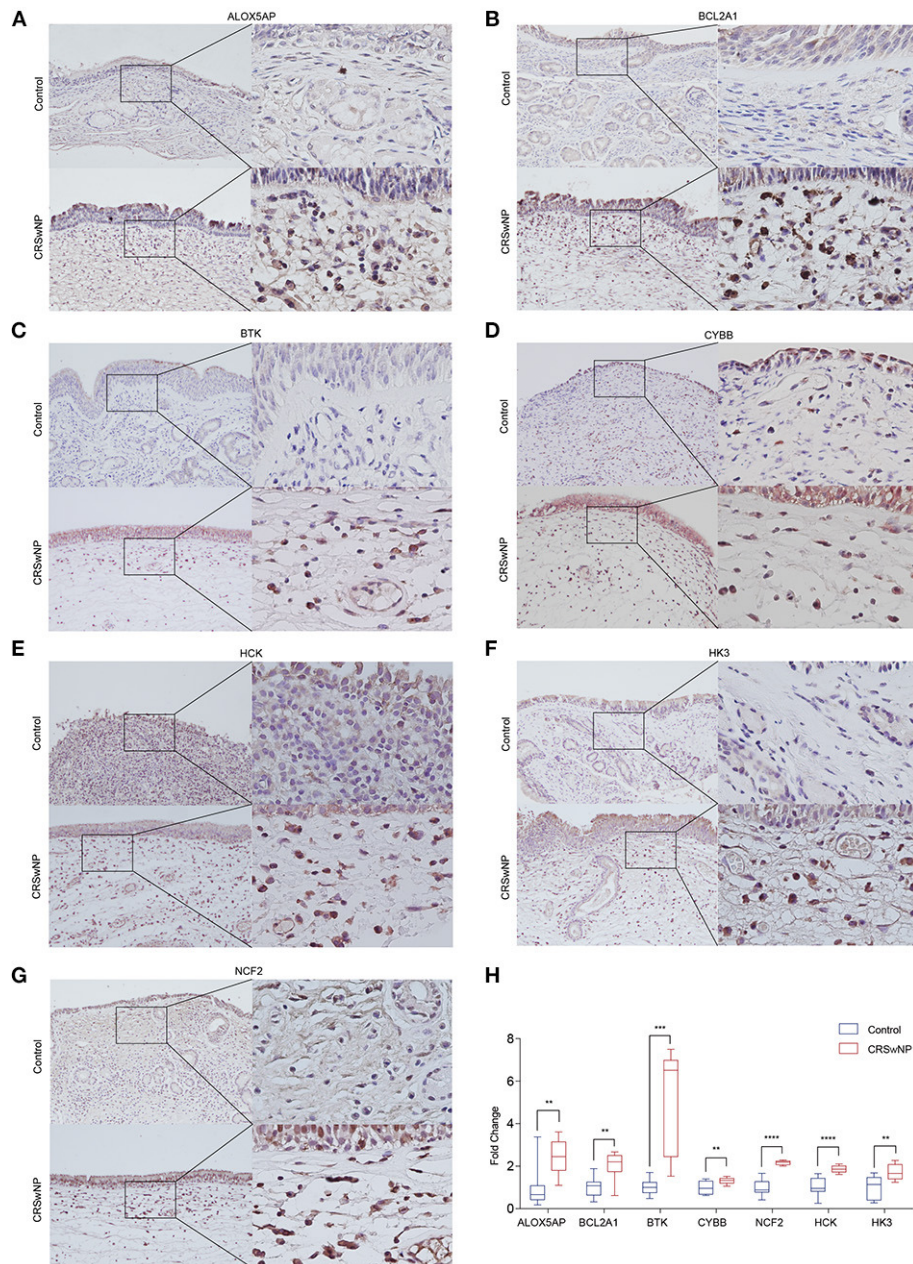 A
ALOX5AP
Control
CRSwNP
B
BCL2A1
Control
CRSwNP
C
BTK
Control
CRSwNP
D
CYBB
Control
CRSwNP
E
HCK
Control
CRSwNP
F
HK3
Control
CRSwNP
G
NCF2
Control
CRSwNP
H
Control
CRSwNP
Fold Change
8
6
4
2
0
**
**
***
**
****
****
**
ALOX5AP BCL2A1 BTK CYBB NCF2 HCK HK3